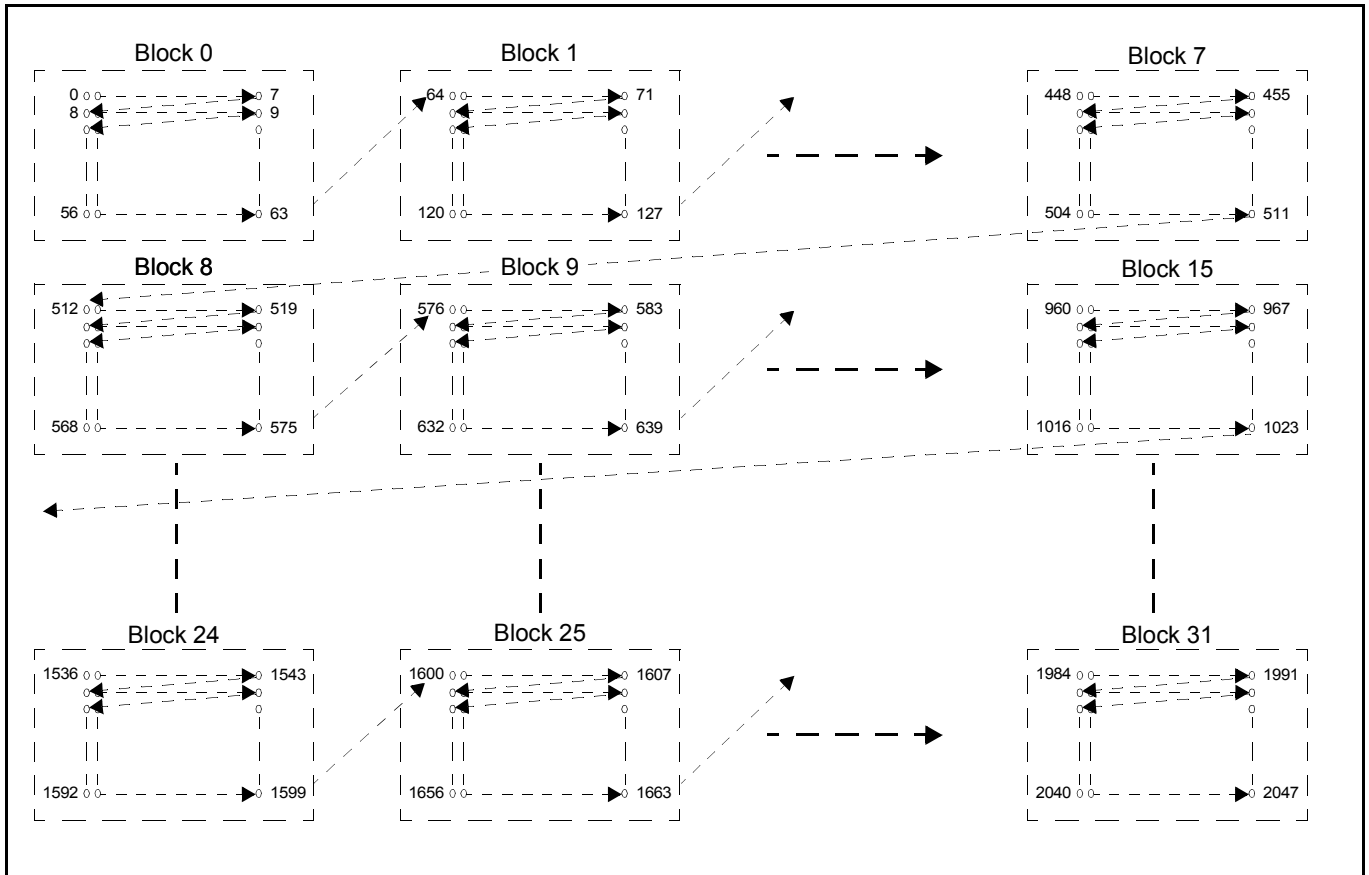 Block 0 Block 1 Block 7
0 7 64 71 448 455
8 9
56 63 120 127 504 511
Block 8 Block 9 Block 15
512 519 576 583 960 967
568 575 632 639 1016 1023
Block 24 Block 25 Block 31
1536 1543 1600 1607 1984 1991
1592 1599 1656 1663 2040 2047